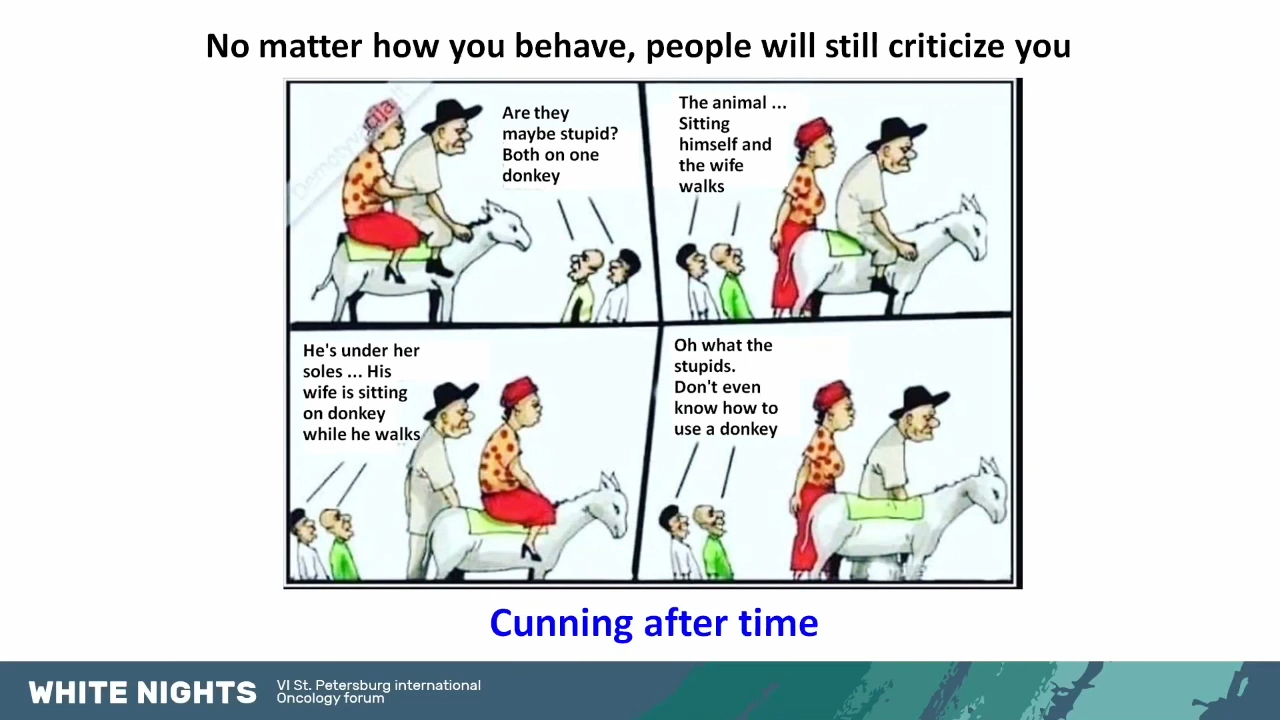 No matter how you behave, people will still criticize you
Are they
maybe stupid?
Both on one
donkey
The animal ...
Sitting
himself and
the wife
walks
He's under her
soles ... His
wife is sitting
on donkey
while he walks
Oh what the
stupids.
Don't even
know how to
use a donkey
Cunning after time
WHITE NIGHTS
VI St. Petersburg international
Oncology forum